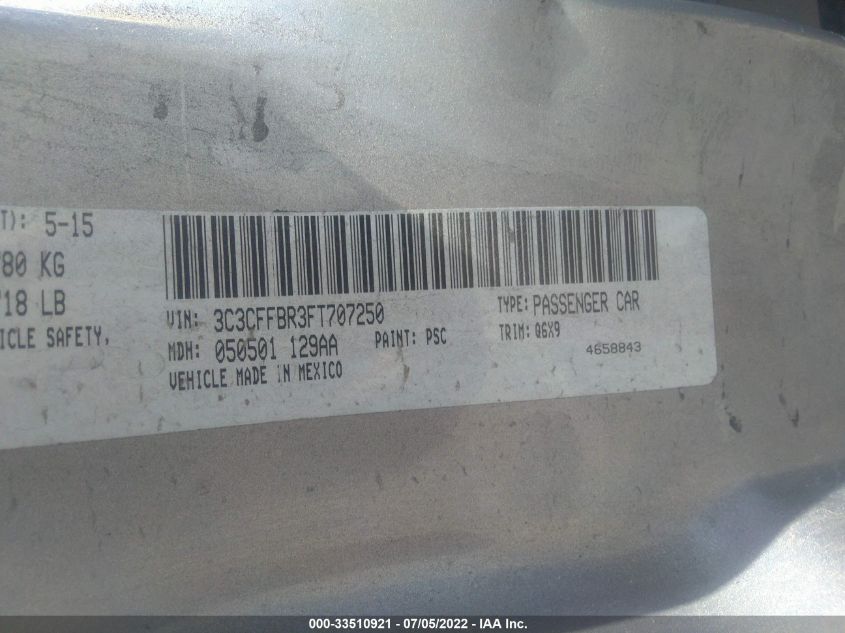 T): 5-15
780 KG
718 LB
ICLE SAFETY,
VIN: 3C3CFFBR3FT707250
TYPE: PASSENGER CAR
MDH: 050501 129AA PAINT: PSC
TRIM: Q6X9
VEHICLE MADE IN MEXICO
4658843
000-33510921 - 07/05/2022 - IAA Inc.